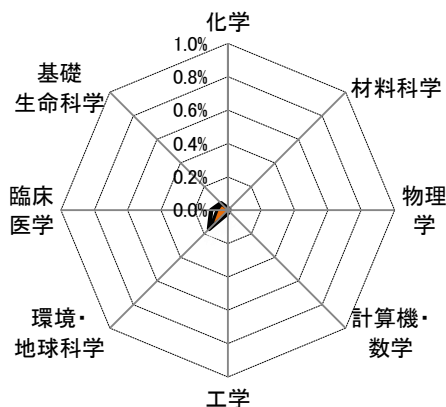 化学
1.0%
0.8%
0.6%
0.4%
0.2%
0.0%
材料科学
物理
学
計算機・
数学
工学
環境・
地球科学
臨床
医学
基礎
生命科学